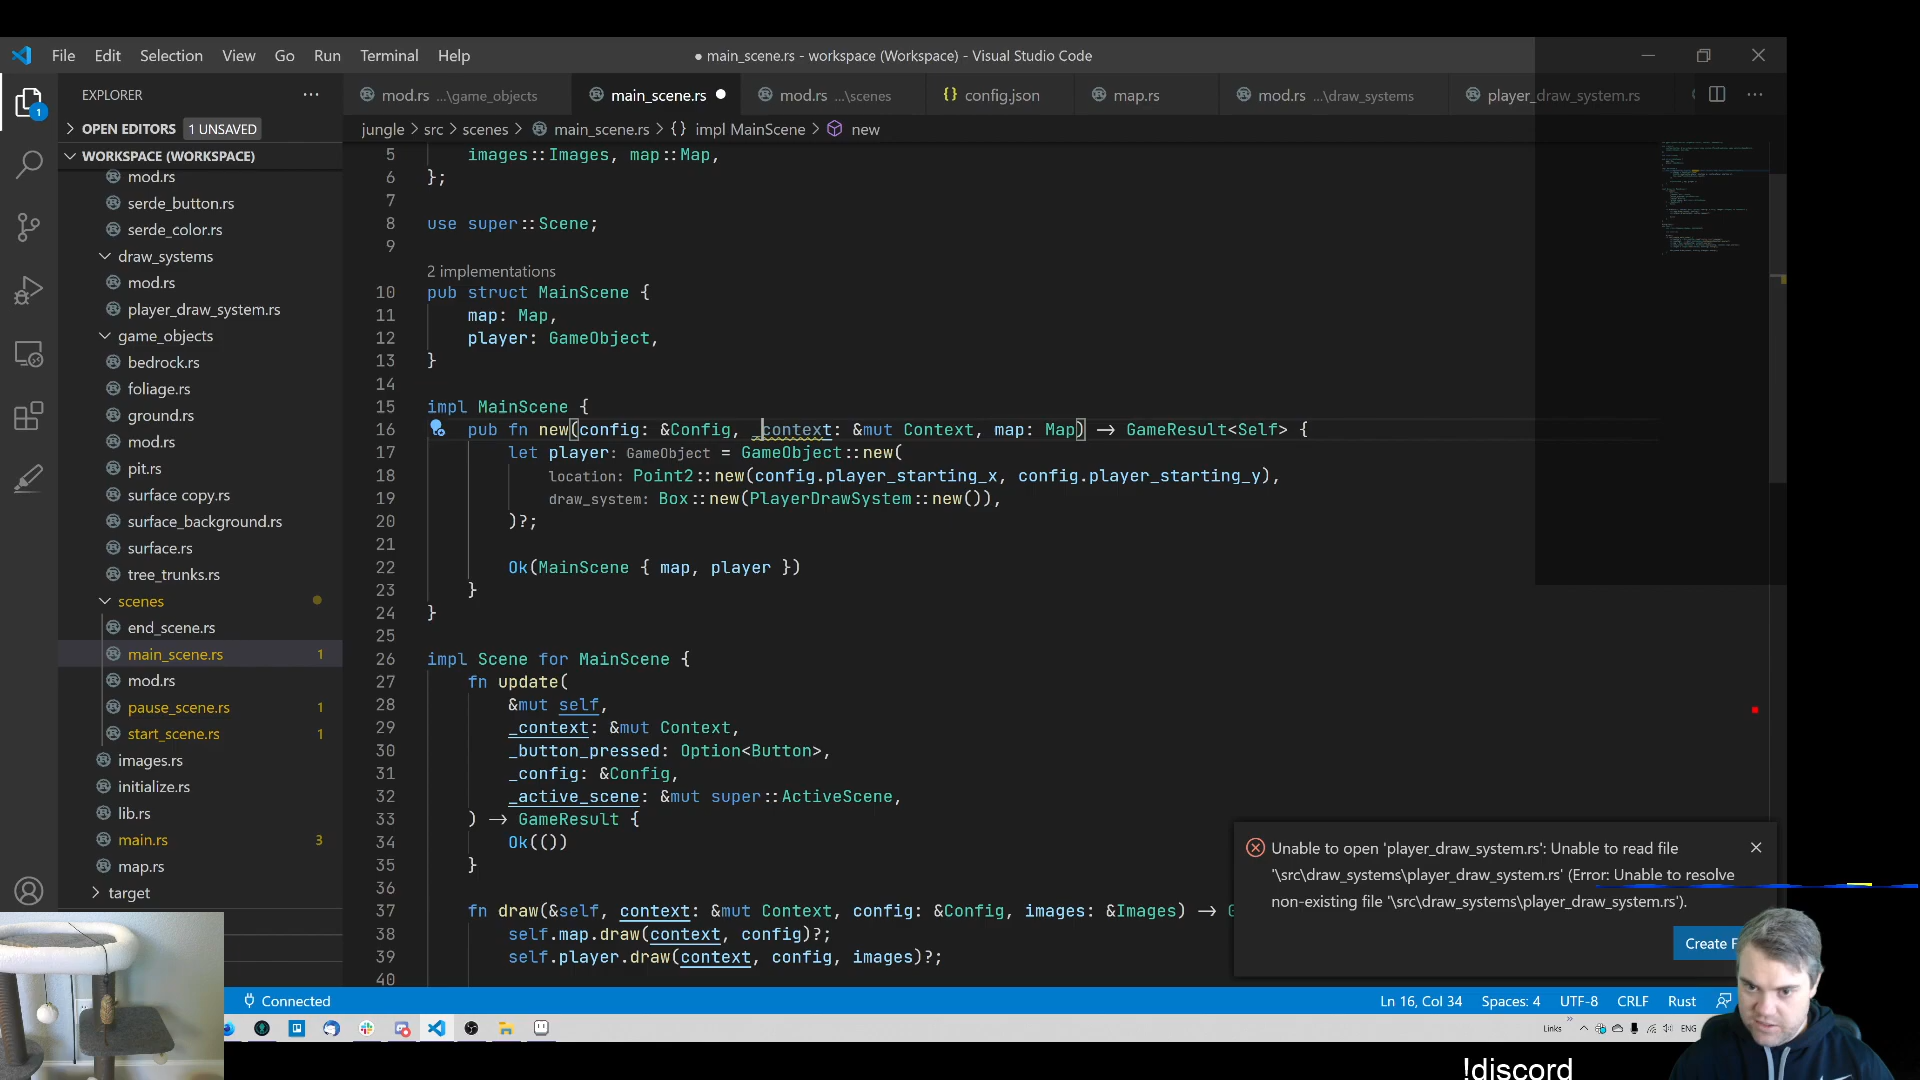 File Edit Selection View Go Run Terminal Help
● main_scene.rs - workspace (Workspace) - Visual Studio Code
EXPLORER
mod.rs ...\game_objects
main_scene.rs
mod.rs ...\scenes
config.json
map.rs
mod.rs ...\draw_systems
player_draw_system.rs
OPEN EDITORS 1 UNSAVED
jungle > src > scenes > main_scene.rs > {} impl MainScene > new
WORKSPACE (WORKSPACE)
mod.rs
serde_button.rs
serde_color.rs
draw_systems
mod.rs
player_draw_system.rs
game_objects
bedrock.rs
foliage.rs
ground.rs
mod.rs
pit.rs
surface copy.rs
surface_background.rs
surface.rs
tree_trunks.rs
scenes
end_scene.rs
main_scene.rs 1
mod.rs
pause_scene.rs 1
start_scene.rs 1
images.rs
initialize.rs
lib.rs
main.rs 3
map.rs
target
5 images::Images, map::Map,
6 };
7
8 use super::Scene;
9
2 implementations
10 pub struct MainScene {
11 map: Map,
12 player: GameObject,
13 }
14
15 impl MainScene {
16 pub fn new(config: &Config, _context: &mut Context, map: Map) -> GameResult<Self> {
17 let player: GameObject = GameObject::new(
18 location: Point2::new(config.player_starting_x, config.player_starting_y),
19 draw_system: Box::new(PlayerDrawSystem::new()),
20 )?;
21
22 Ok(MainScene { map, player })
23 }
24 }
25
26 impl Scene for MainScene {
27 fn update(
28 &mut self,
29 _context: &mut Context,
30 _button_pressed: Option<Button>,
31 _config: &Config,
32 _active_scene: &mut super::ActiveScene,
33 ) -> GameResult {
34 Ok(())
35 }
36
37 fn draw(&self, context: &mut Context, config: &Config, images: &Images) -> G
38 self.map.draw(context, config)?;
39 self.player.draw(context, config, images)?;
40
Unable to open 'player_draw_system.rs': Unable to read file
'\src\draw_systems\player_draw_system.rs' (Error: Unable to resolve
non-existing file '\src\draw_systems\player_draw_system.rs').
Create F
Connected
Ln 16, Col 34 Spaces: 4 UTF-8 CRLF Rust
Links
ENG
!discord